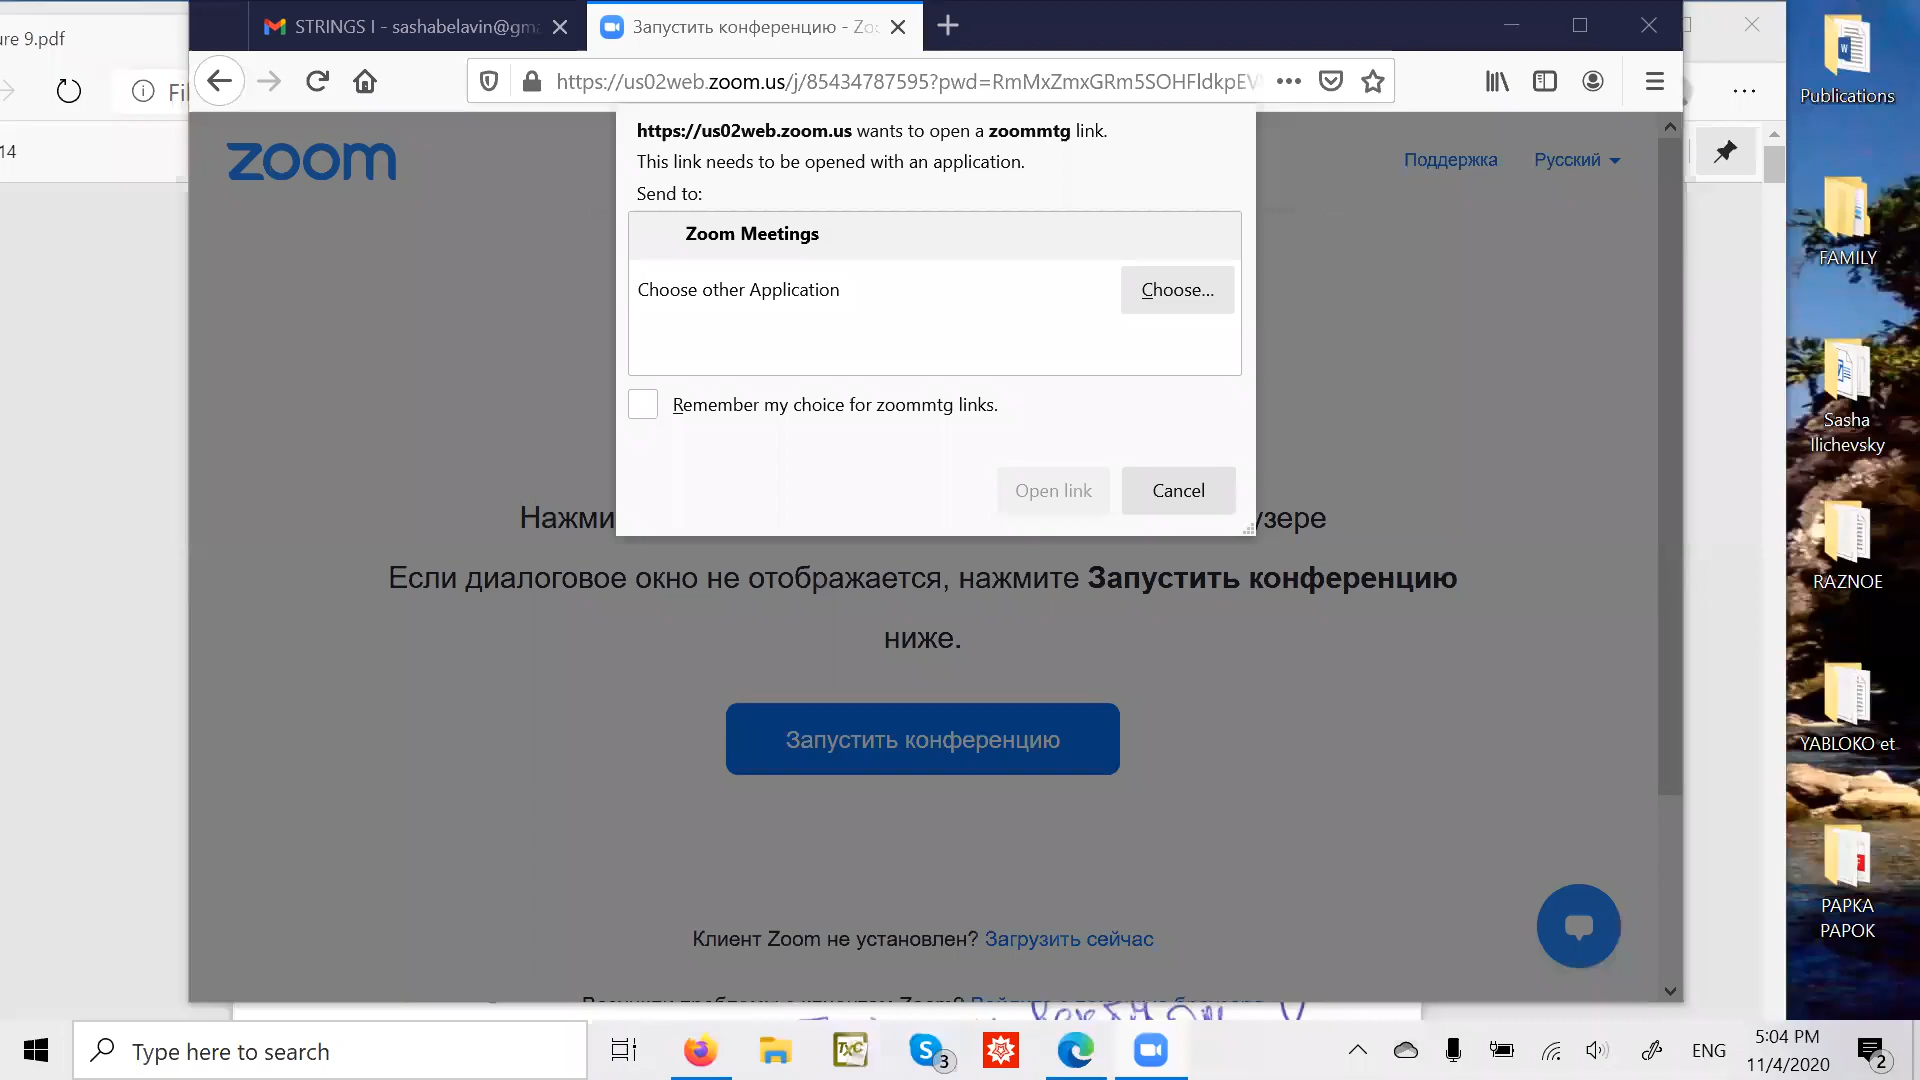 STRINGS I - sashabelavin@gm
Запустить конференцию - Zo
ure 9.pdf
https://us02web.zoom.us/j/85434787595?pwd=RmMxZmxGRm5SOHFldkpEV
Fil
14
zoom
Поддержка
Русский
https://us02web.zoom.us wants to open a zoommtg link.
This link needs to be opened with an application.
Send to:
Zoom Meetings
Choose other Application
Choose...
Remember my choice for zoommtg links.
Open link
Cancel
Нажми
узере
Если диалоговое окно не отображается, нажмите Запустить конференцию
ниже.
Запустить конференцию
Клиент Zoom не установлен? Загрузить сейчас
Publications
FAMILY
Sasha
Ilichevsky
RAZNOE
YABLOKO et
PAPKA
PAPOK
Type here to search
TXC
S
3
ENG
5:04 PM
11/4/2020
2